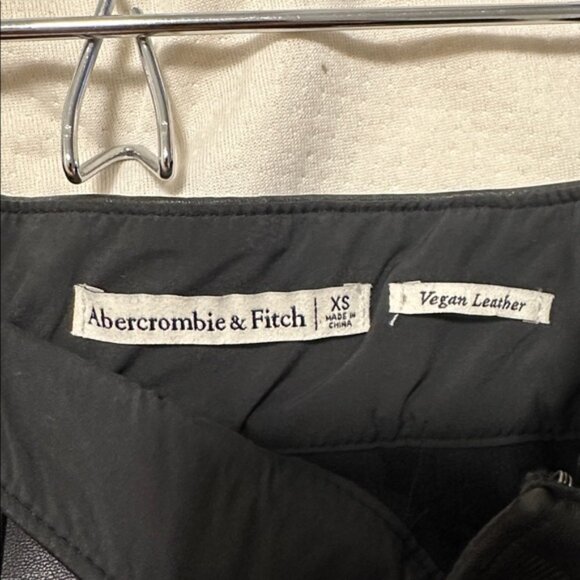 Abercrombie & Fitch
XS
MADE IN
CHINA
Vegan Leather